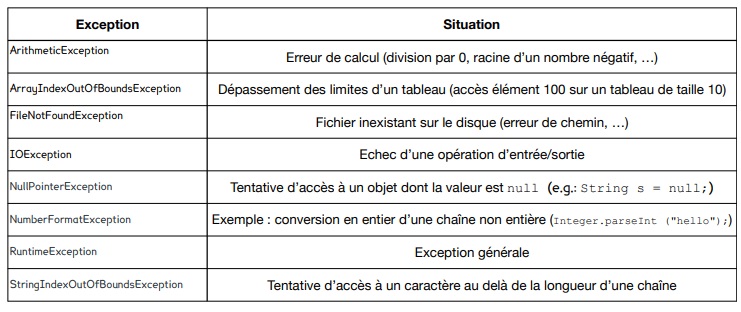 Exception Situation
ArithmeticException Erreur de calcul (division par 0, racine d'un nombre négatif, …)
ArrayIndexOutOfBoundsException Dépassement des limites d'un tableau (accès élément 100 sur un tableau de taille 10)
FileNotFoundException Fichier inexistant sur le disque (erreur de chemin, …)
IOException Echec d'une opération d'entrée/sortie
NullPointerException Tentative d'accès à un objet dont la valeur est null (e.g.: String s = null;)
NumberFormatException Exemple : conversion en entier d'une chaîne non entière (Integer.parseInt ("hello");)
RuntimeException Exception générale
StringIndexOutOfBoundsException Tentative d'accès à un caractère au delà de la longueur d'une chaîne